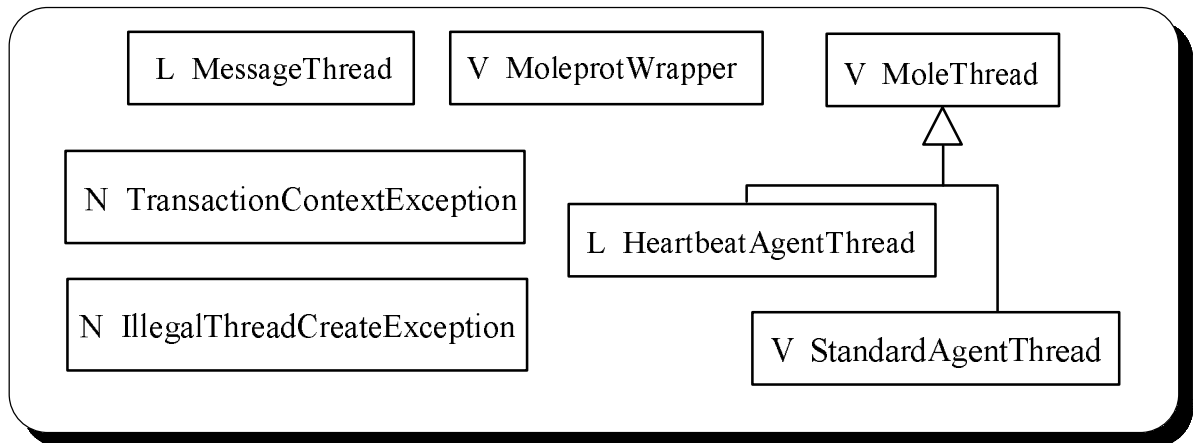 L MessageThread
V MoleprotWrapper
V MoleThread
N TransactionContextException
L HeartbeatAgentThread
N IllegalThreadCreateException
V StandardAgentThread